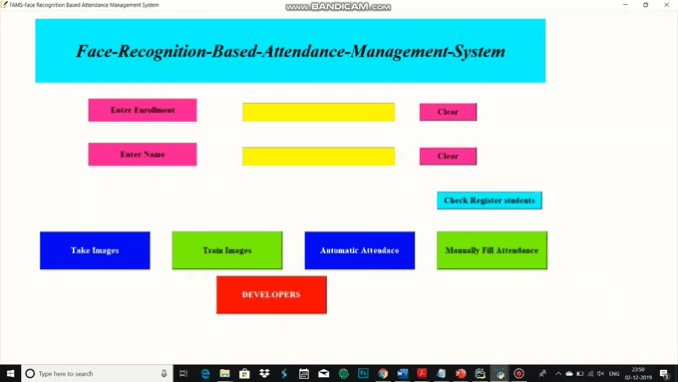 TAMS-Face Recognition Based Attendance Management System
www.BANDICAM.com
Face-Recognition-Based-Attendance-Management-System
Enter Enrollment
Clear
Enter Name
Clear
Check Register students
Take Images
Train Images
Automatic Attendace
Manually Fill Attendance
DEVELOPERS
Type here to search
ENG
23:50
02-12-2019